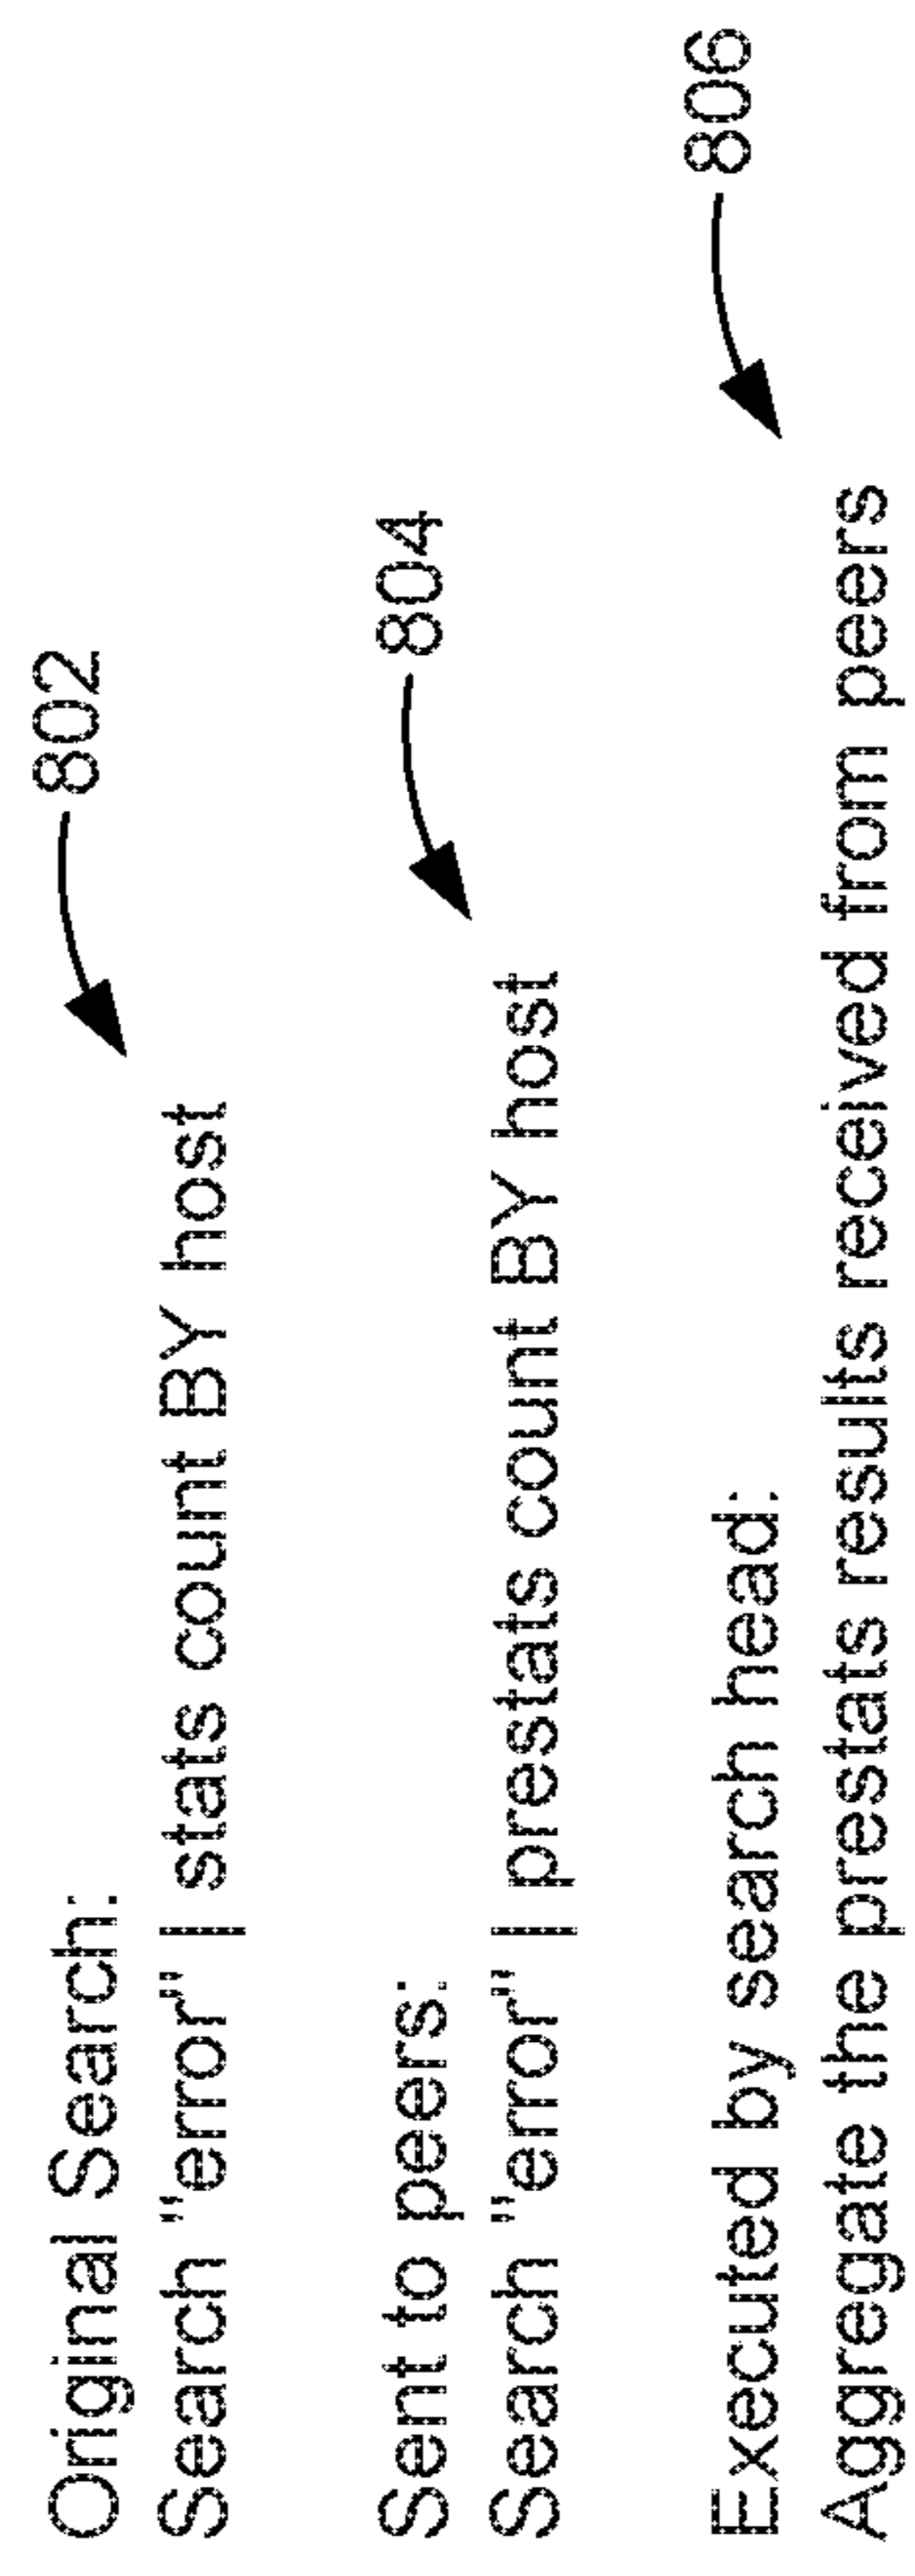 Original Search: 802
Search "error" | stats count BY host
Sent to peers: 804
Search "error" | prestats count BY host
Executed by search head: 806
Aggregate the prestats results received from peers